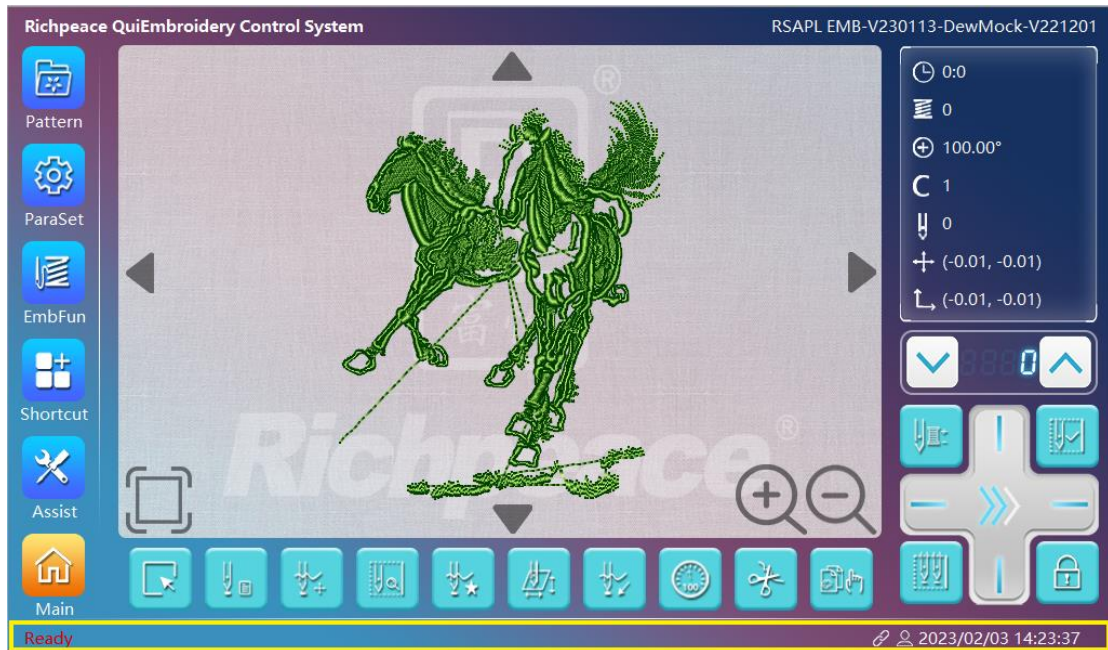 Richpeace QuiEmbroidery Control System
RSAPL EMB-V230113-DewMock-V221201
Pattern
ParaSet
EmbFun
Shortcut
Assist
Main
®
富
Richpeace®
0:0
0
100.00°
C 1
0
(-0.01, -0.01)
(-0.01, -0.01)
0
100
Ready
2023/02/03 14:23:37